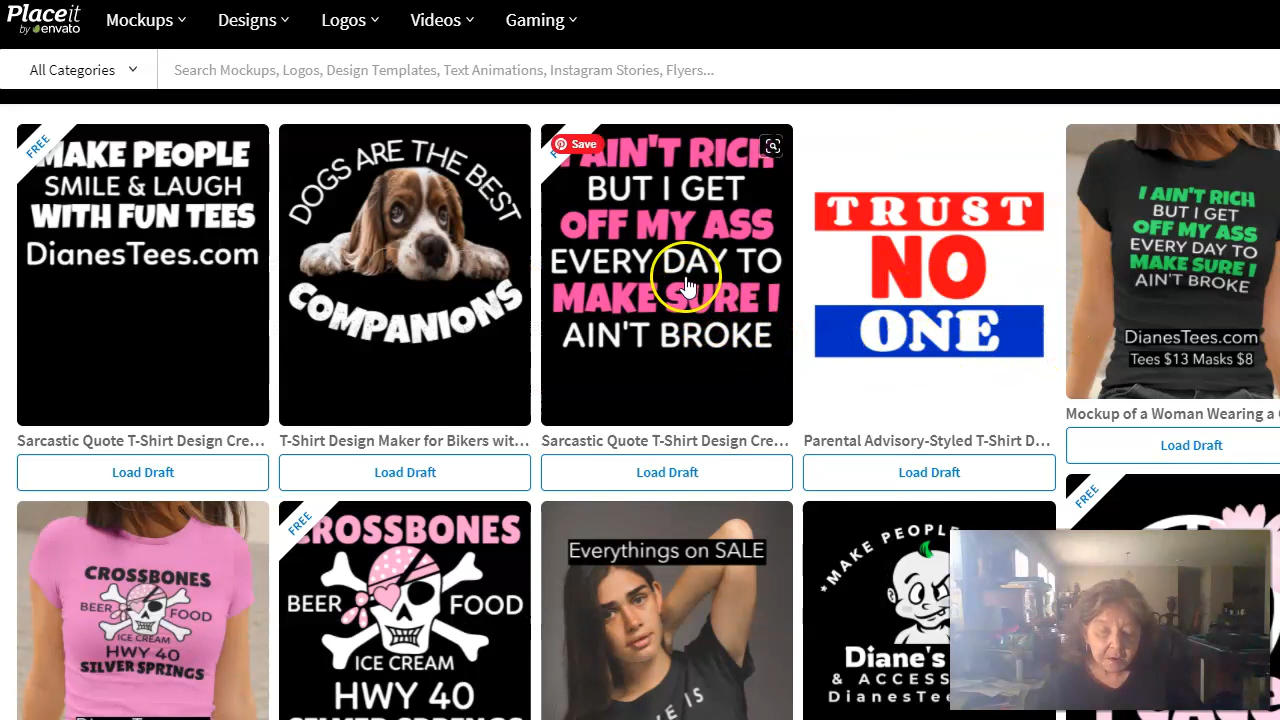 Placeit
by envato
Mockups
Designs
Logos
Videos
Gaming
All Categories
Search Mockups, Logos, Design Templates, Text Animations, Instagram Stories, Flyers...
FREE
MAKE PEOPLE
SMILE & LAUGH
WITH FUN TEES
DianesTees.com
Sarcastic Quote T-Shirt Design Cre...
Load Draft
DOGS ARE THE BEST
COMPANIONS
T-Shirt Design Maker for Bikers wit...
Load Draft
Save
I AIN'T RICH
BUT I GET
OFF MY ASS
EVERY DAY TO
MAKE SURE I
AIN'T BROKE
Sarcastic Quote T-Shirt Design Cre...
Load Draft
TRUST
NO
ONE
Parental Advisory-Styled T-Shirt D...
Load Draft
I AIN'T RICH
BUT I GET
OFF MY ASS
EVERY DAY TO
MAKE SURE I
AIN'T BROKE
DianesTees.com
Tees $13 Masks $8
Mockup of a Woman Wearing a
Load Draft
CROSSBONES
BEER FOOD
ICE CREAM
HWY 40
SILVER SPRINGS
FREE
CROSSBONES
BEER FOOD
ICE CREAM
HWY 40
Everythings on SALE
*MAKE PEOPLE
Diane's
& ACCESS
DianesTee
FREE